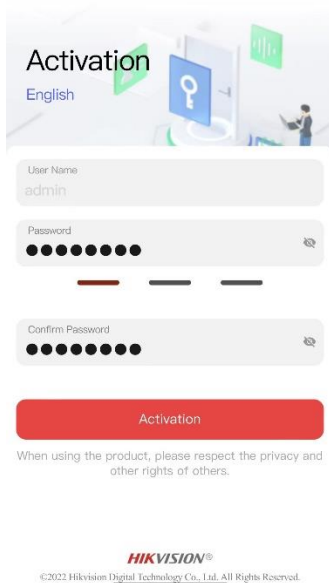 Activation
English
User Name
admin
Password
●●●●●●●●
Confirm Password
●●●●●●●●
Activation
When using the product, please respect the privacy and
other rights of others.
HIKVISION®
©2022 Hikvision Digital Technology Co., Ltd. All Rights Reserved.